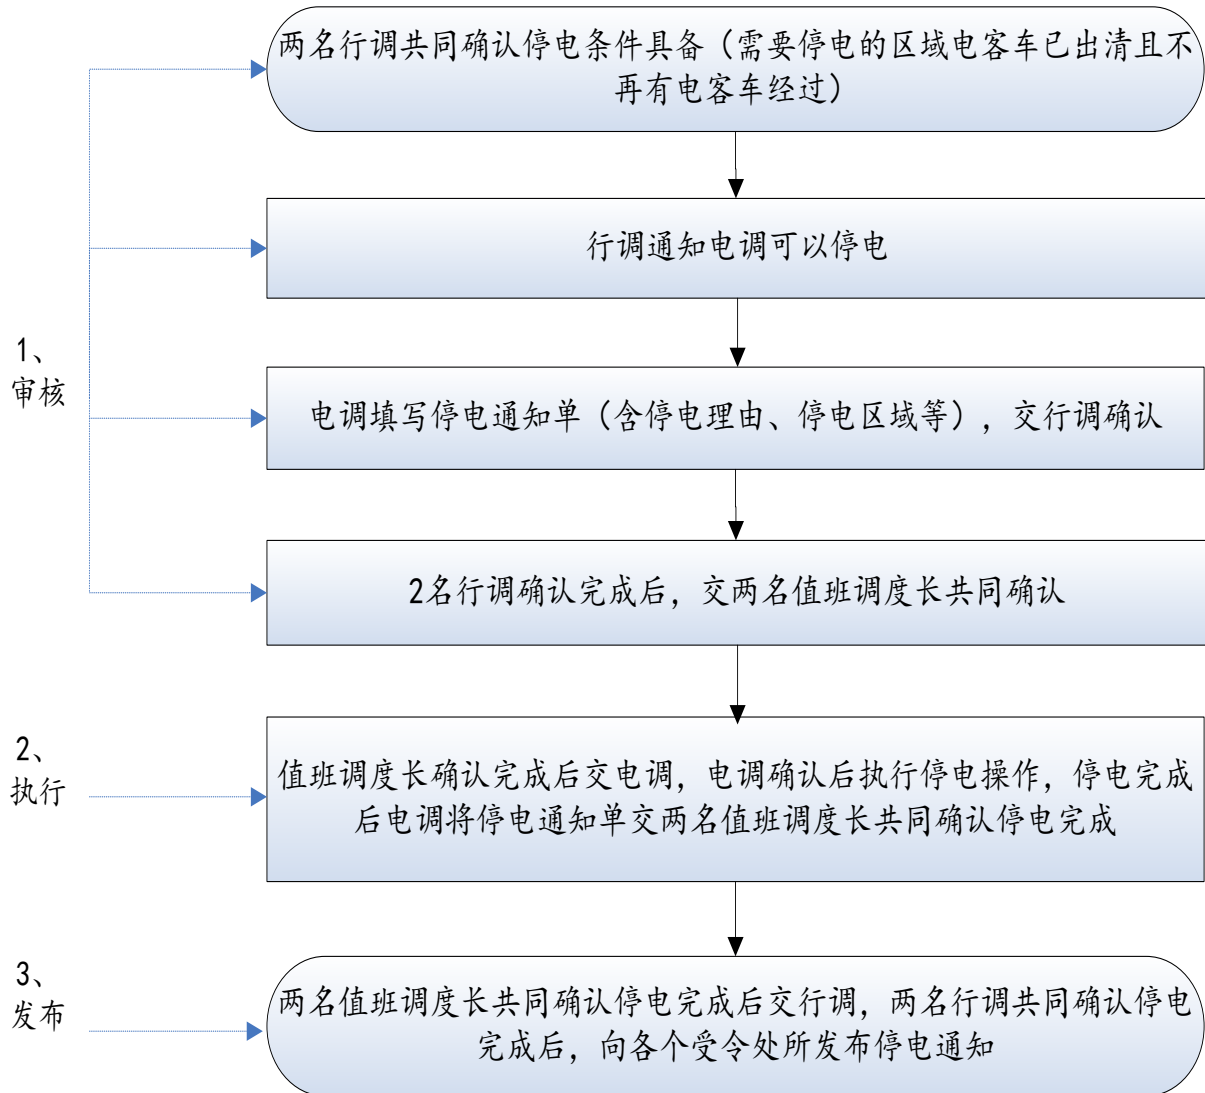 两名行调共同确认停电条件具备（需要停电的区域电客车已出清且不
再有电客车经过）
行调通知电调可以停电
1、
审核
电调填写停电通知单（含停电理由、停电区域等），交行调确认
2名行调确认完成后，交两名值班调度长共同确认
2、
执行
值班调度长确认完成后交电调，电调确认后执行停电操作，停电完成
后电调将停电通知单交两名值班调度长共同确认停电完成
3、
发布
两名值班调度长共同确认停电完成后交行调，两名行调共同确认停电
完成后，向各个受令处所发布停电通知